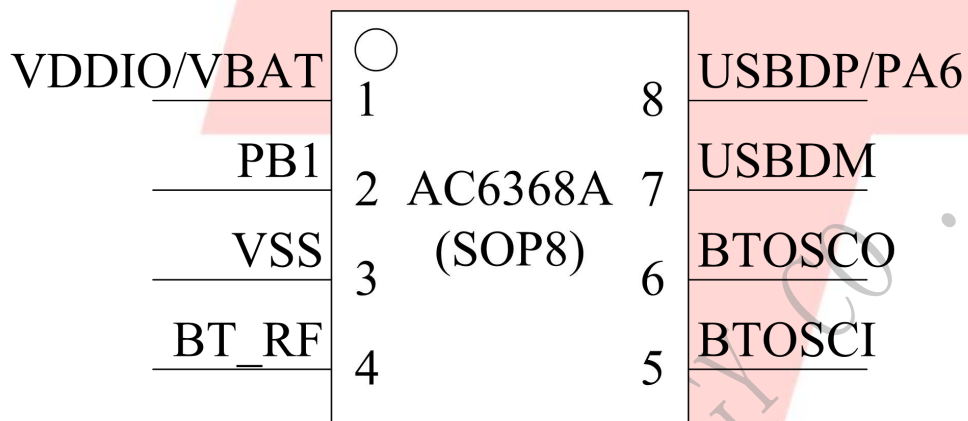 VDDIO/VBAT 1 8 USBDP/PA6
PB1 2 AC6368A 7 USBDM
VSS 3 (SOP8) 6 BTOSCO
BT_RF 4 5 BTOSCI
CO .